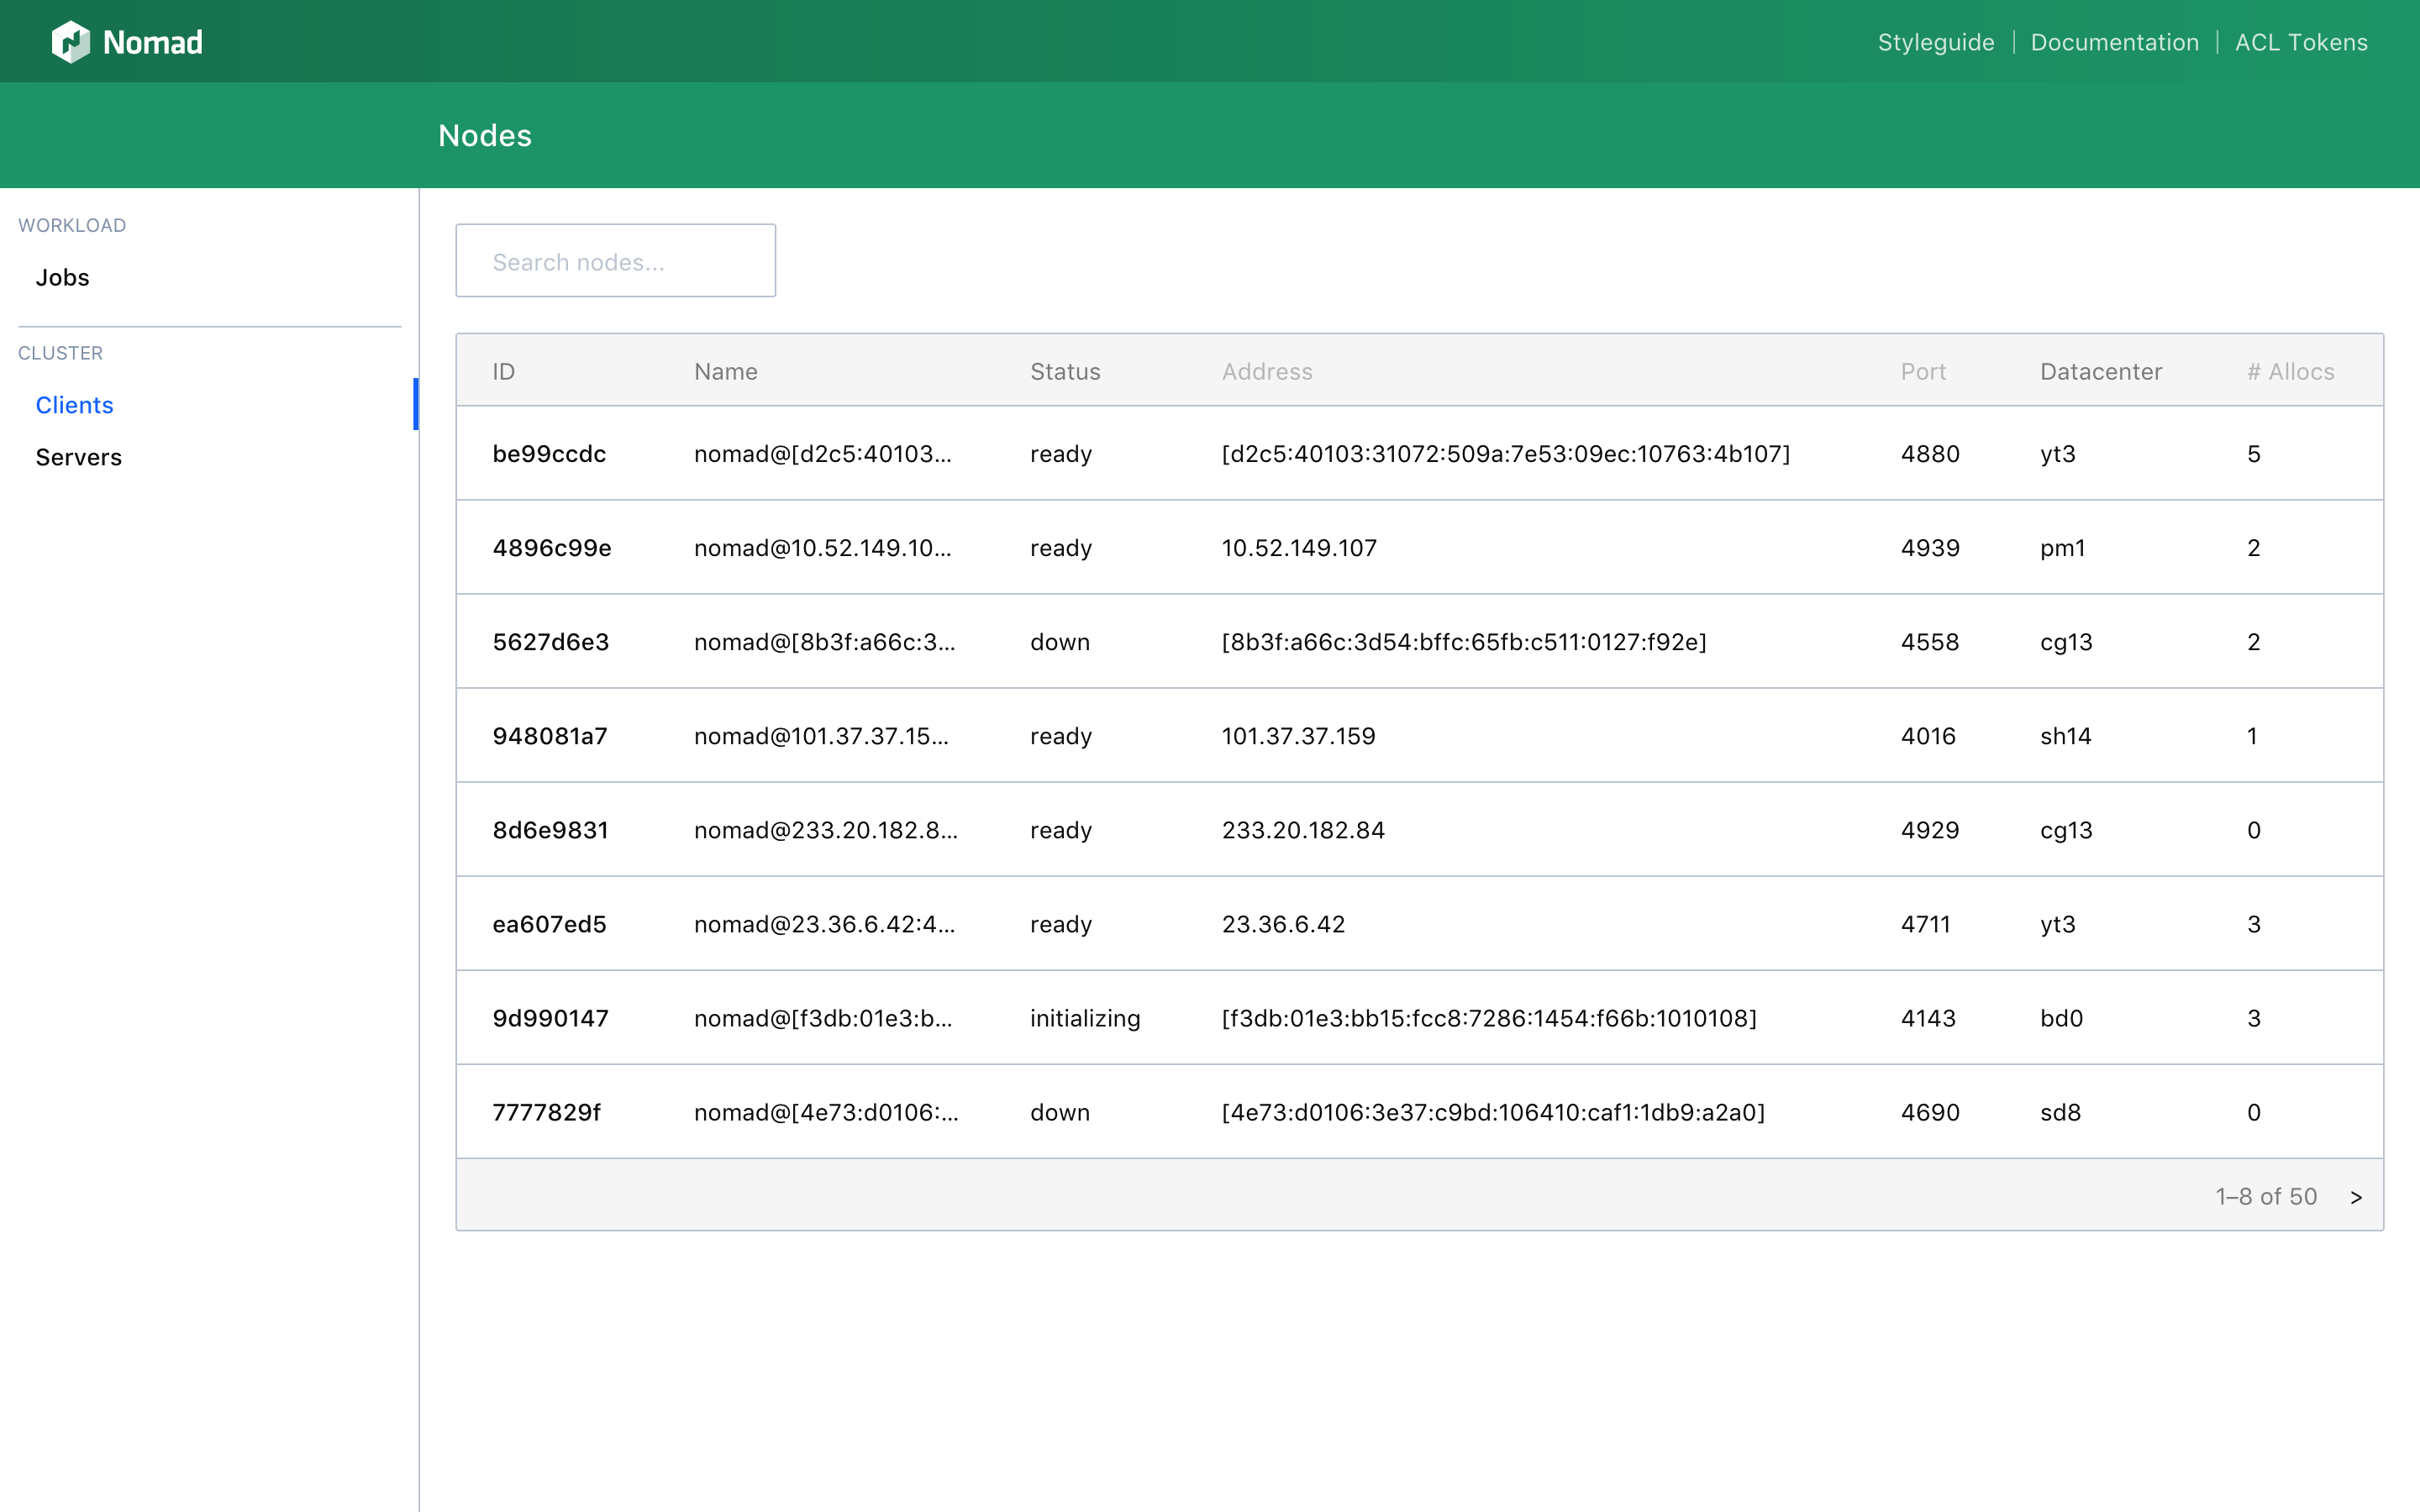 Nomad
Styleguide Documentation ACL Tokens
Nodes
WORKLOAD
Jobs
CLUSTER
Clients
Servers
Search nodes...
ID Name Status Address Port Datacenter # Allocs
be99ccdc nomad@[d2c5:40103... ready [d2c5:40103:31072:509a:7e53:09ec:10763:4b107] 4880 yt3 5
4896c99e nomad@10.52.149.10... ready 10.52.149.107 4939 pm1 2
5627d6e3 nomad@[8b3f:a66c:3... down [8b3f:a66c:3d54:bffc:65fb:c511:0127:f92e] 4558 cg13 2
948081a7 nomad@101.37.37.15... ready 101.37.37.159 4016 sh14 1
8d6e9831 nomad@233.20.182.8... ready 233.20.182.84 4929 cg13 0
ea607ed5 nomad@23.36.6.42:4... ready 23.36.6.42 4711 yt3 3
9d990147 nomad@[f3db:01e3:b... initializing [f3db:01e3:bb15:fcc8:7286:1454:f66b:1010108] 4143 bd0 3
7777829f nomad@[4e73:d0106:... down [4e73:d0106:3e37:c9bd:106410:caf1:1db9:a2a0] 4690 sd8 0
1–8 of 50 >